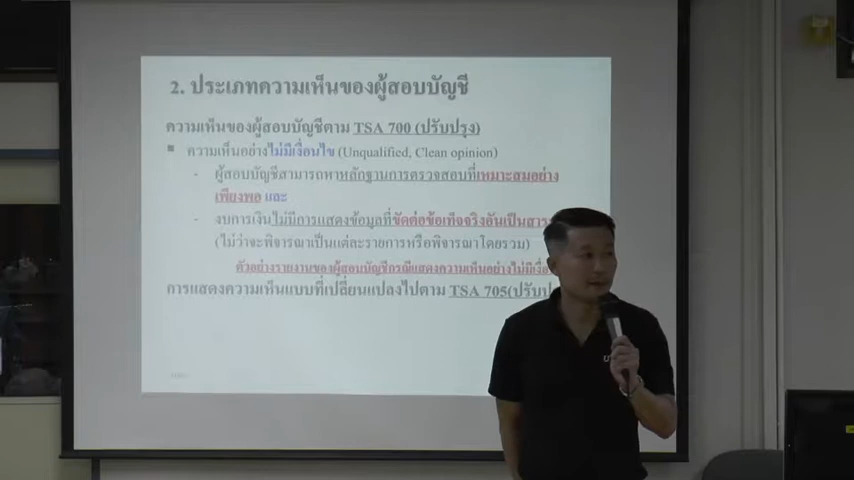 2. ประเภทความเห็นของผู้สอบบัญชี
ความเห็นของผู้สอบบัญชีตาม TSA 700 (ปรับปรุง)
ความเห็นอย่างไม่มีเงื่อนไข (Unqualified, Clean opinion)
- ผู้สอบบัญชีสามารถหาหลักฐานการตรวจสอบที่เหมาะสมอย่าง
เพียงพอ และ
- งบการเงินไม่มีการแสดงข้อมูลที่ขัดต่อข้อเท็จจริงอันเป็น
(ไม่ว่าจะพิจารณาเป็นแต่ละรายการหรือพิจารณาโดยรวม)
ตัวอย่างรายงานของผู้สอบบัญชีกรณีแสดงความเห็นอย่างไม่มี
การแสดงความเห็นแบบที่เปลี่ยนแปลงไปตาม TSA 705(ปรับป